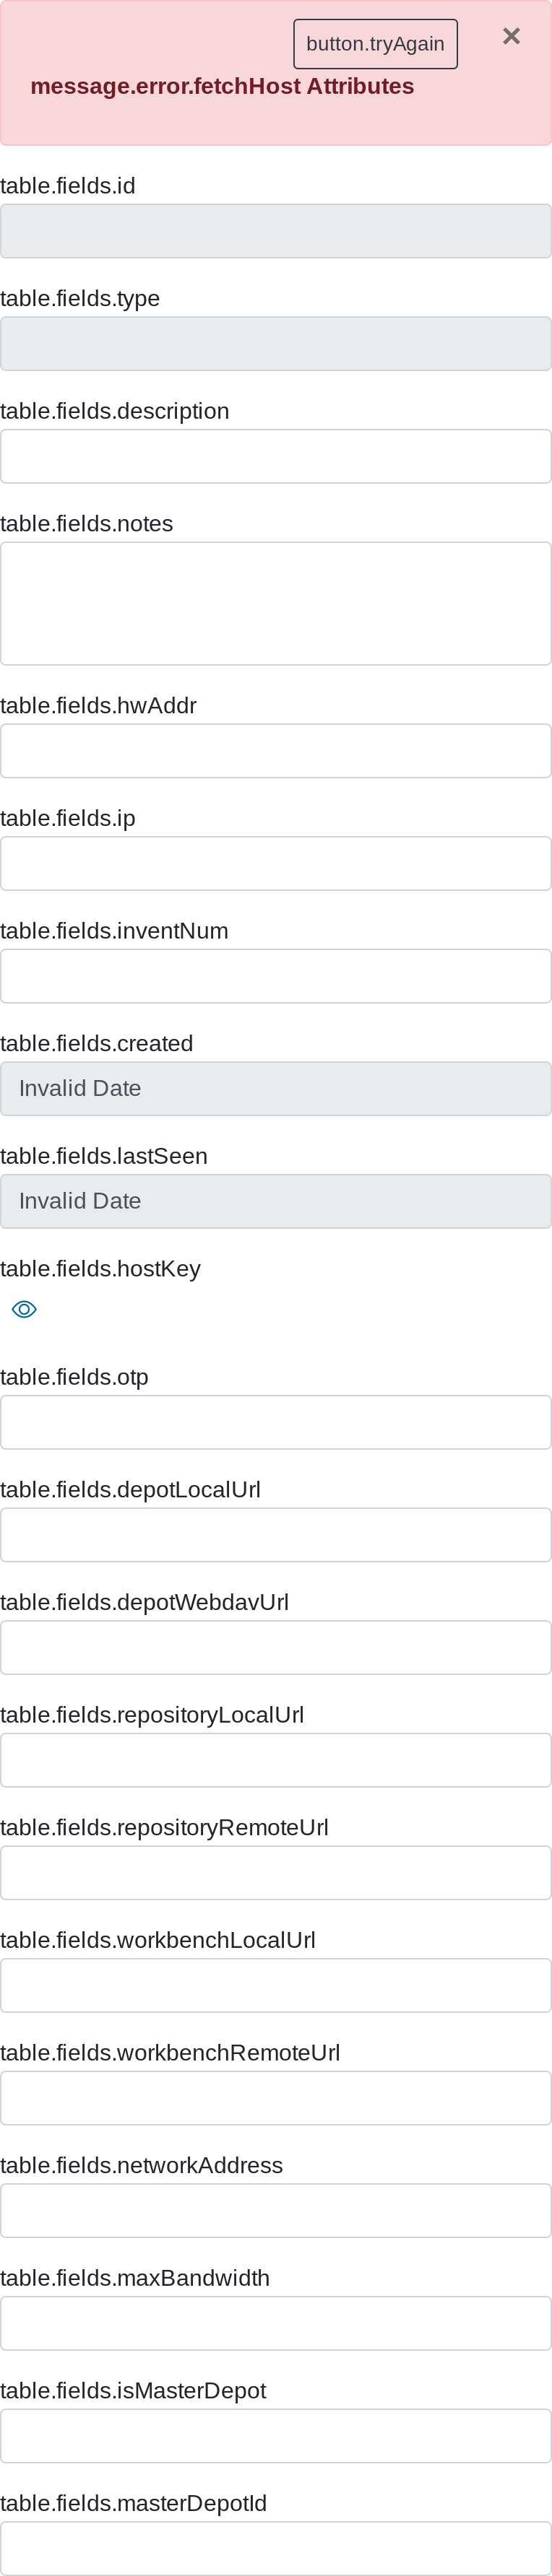 button.tryAgain
×
message.error.fetchHost Attributes
table.fields.id
table.fields.type
table.fields.description
table.fields.notes
table.fields.hwAddr
table.fields.ip
table.fields.inventNum
table.fields.created
Invalid Date
table.fields.lastSeen
Invalid Date
table.fields.hostKey
table.fields.otp
table.fields.depotLocalUrl
table.fields.depotWebdavUrl
table.fields.repositoryLocalUrl
table.fields.repositoryRemoteUrl
table.fields.workbenchLocalUrl
table.fields.workbenchRemoteUrl
table.fields.networkAddress
table.fields.maxBandwidth
table.fields.isMasterDepot
table.fields.masterDepotId